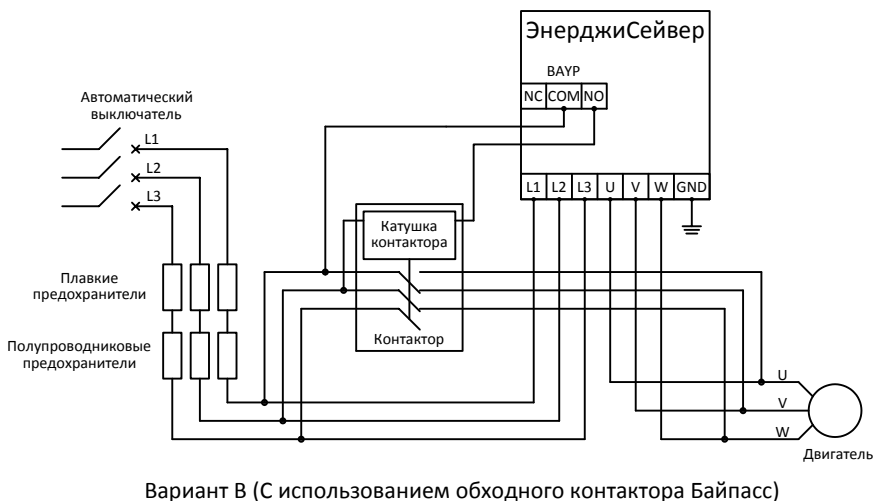 ЭнерджиСейвер
BAYP
NC COM NO
Автоматический
выключатель
L1
L2
L3
L1 L2 L3 U V W GND
Катушка
контактора
Плавкие
предохранители
Контактор
Полупроводниковые
предохранители
U
V
W
Двигатель
Вариант В (С использованием обходного контактора Байпасс)